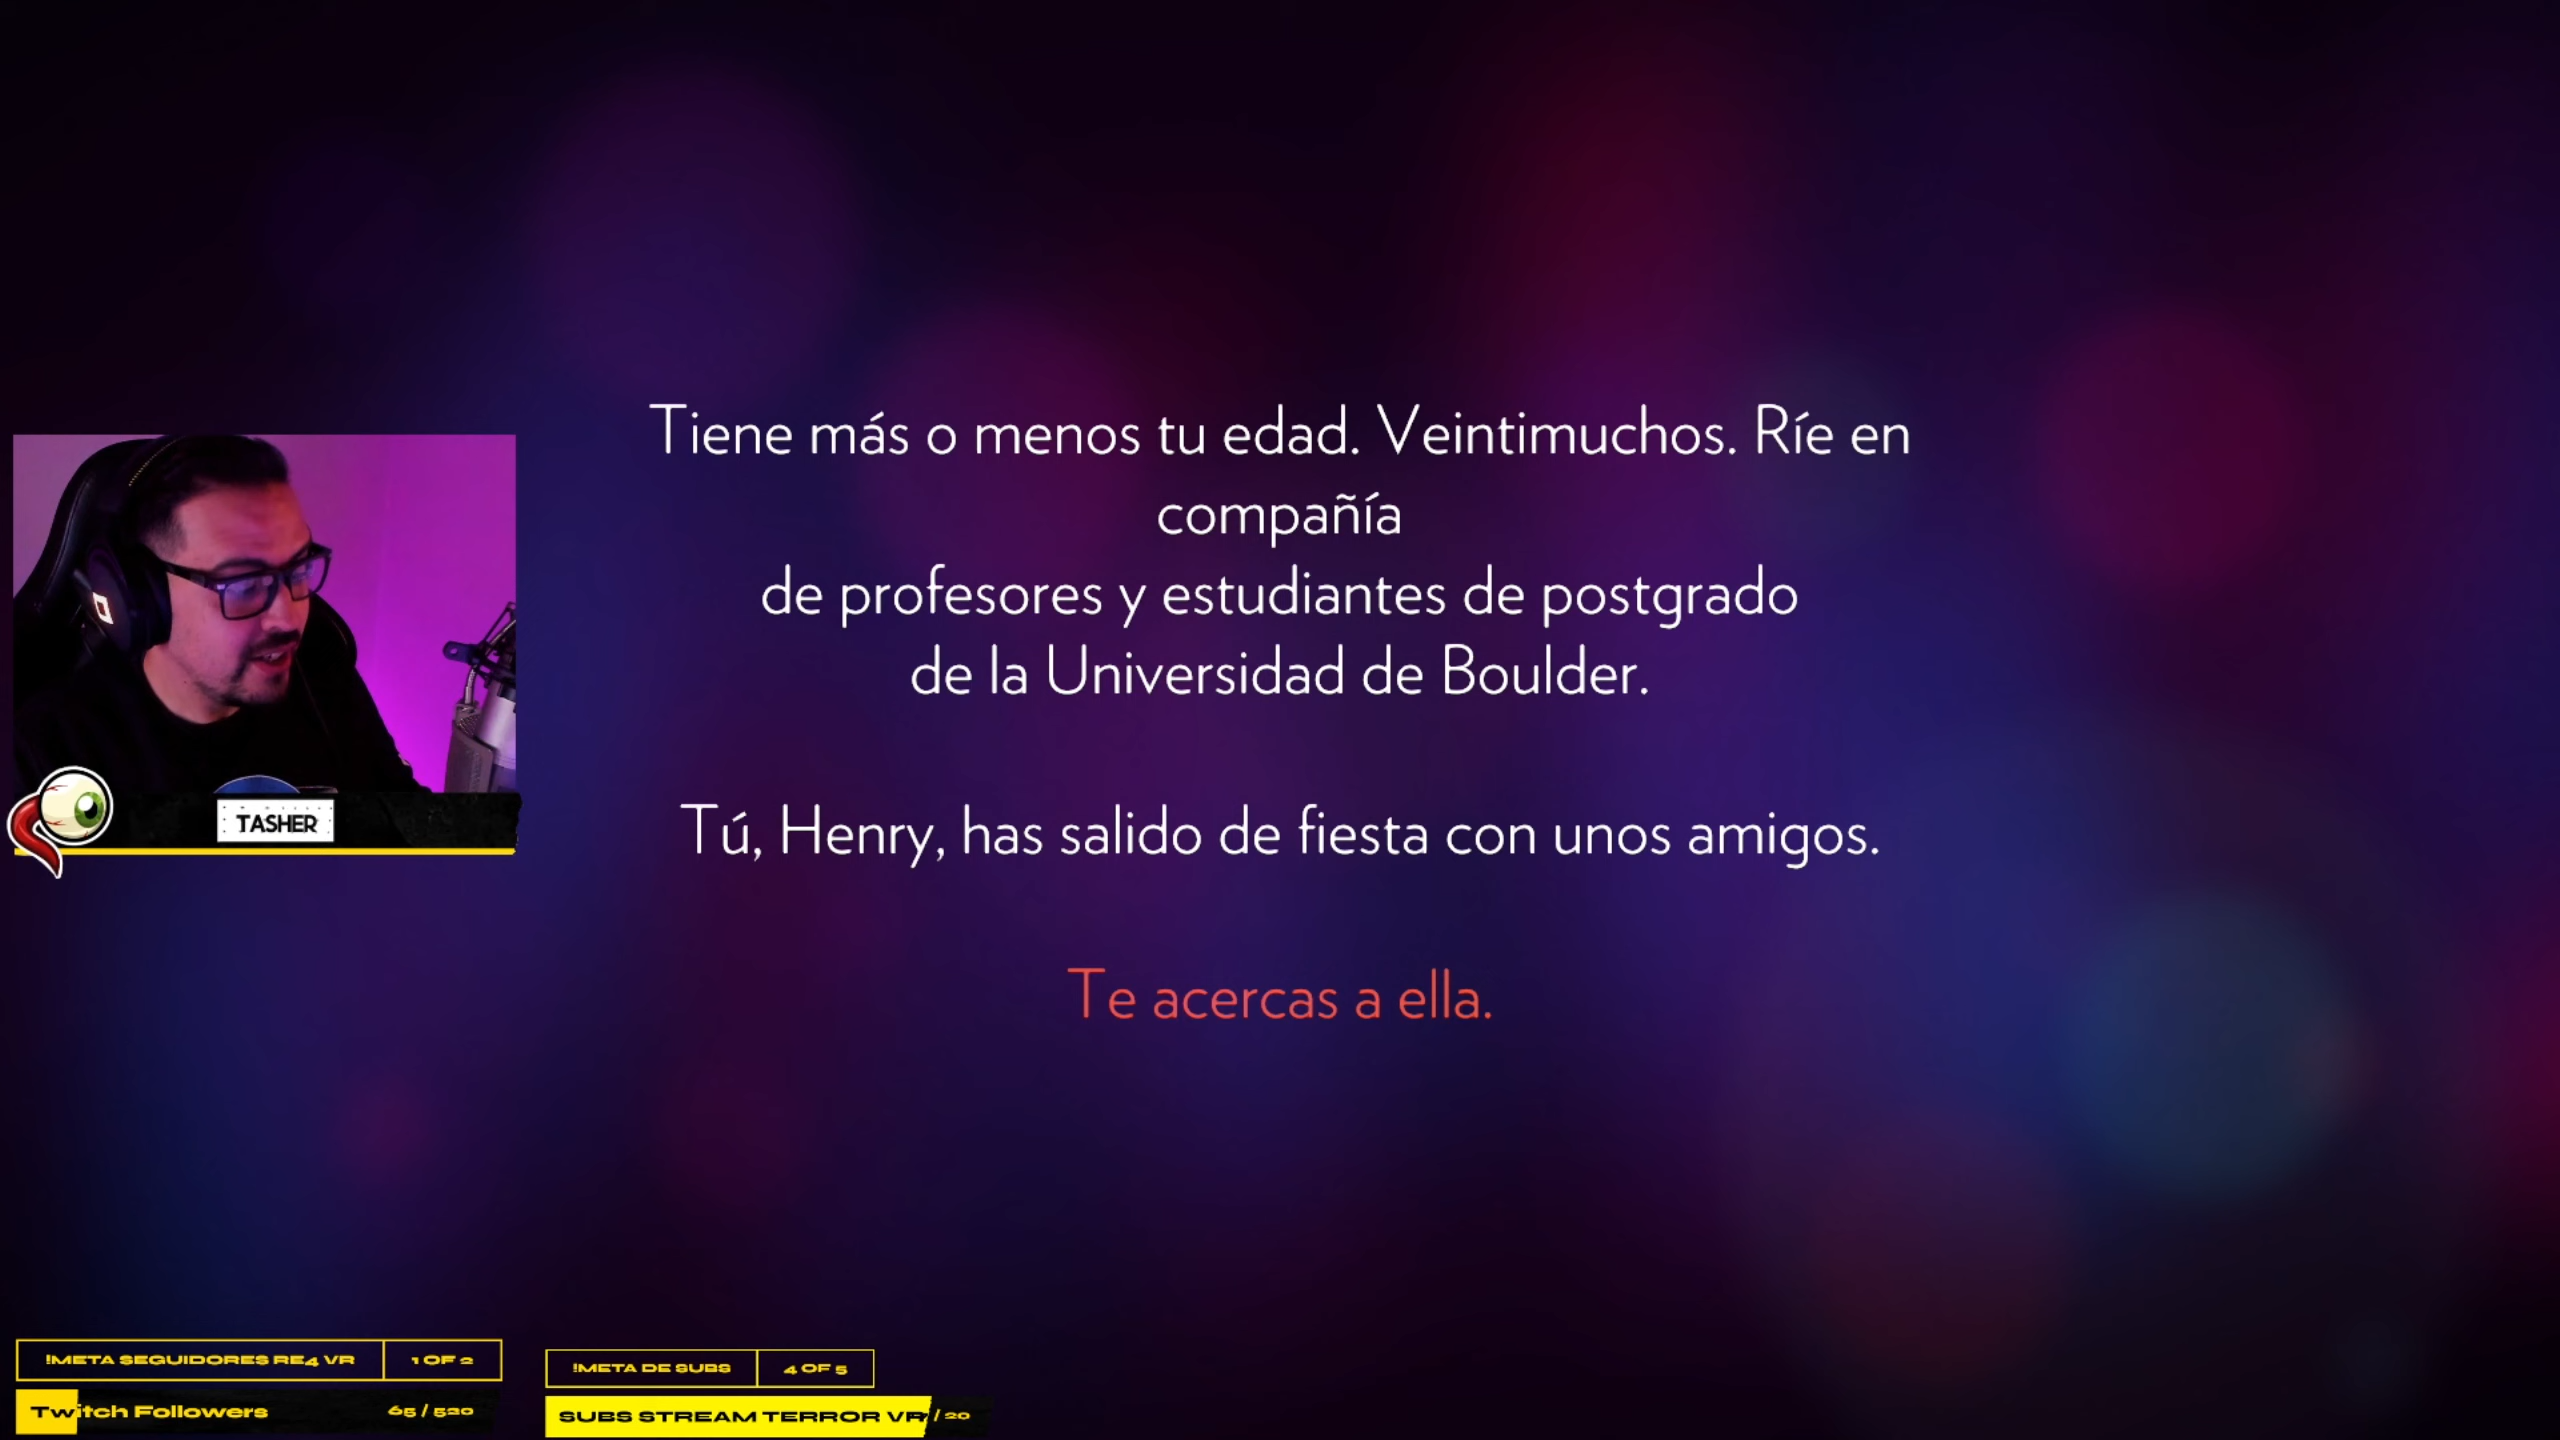 Tiene más o menos tu edad. Veintimuchos. Ríe en
compañía
de profesores y estudiantes de postgrado
de la Universidad de Boulder.
Tú, Henry, has salido de fiesta con unos amigos.
Te acercas a ella.
TASHER
!META SEGUIDORES RE4 VR 1 OF 2
Twitch Followers 65 / 520
!META DE SUBS 4 OF 5
SUBS STREAM TERROR VR / 20